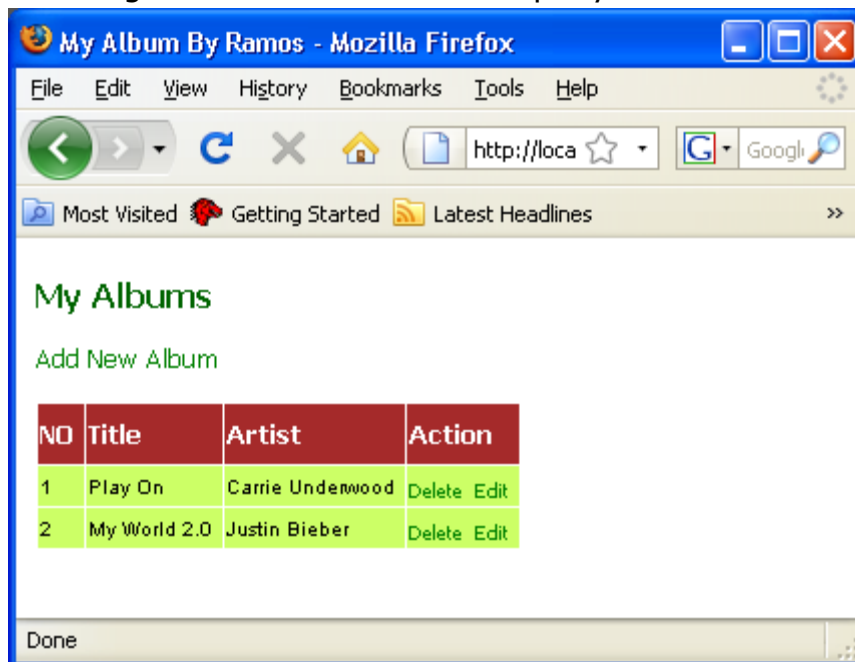 My Album By Ramos - Mozilla Firefox
File Edit View History Bookmarks Tools Help
http://loca G Googl
Most Visited Getting Started Latest Headlines »
My Albums
Add New Album
NO Title Artist Action
1 Play On Carrie Underwood Delete Edit
2 My World 2.0 Justin Bieber Delete Edit
Done